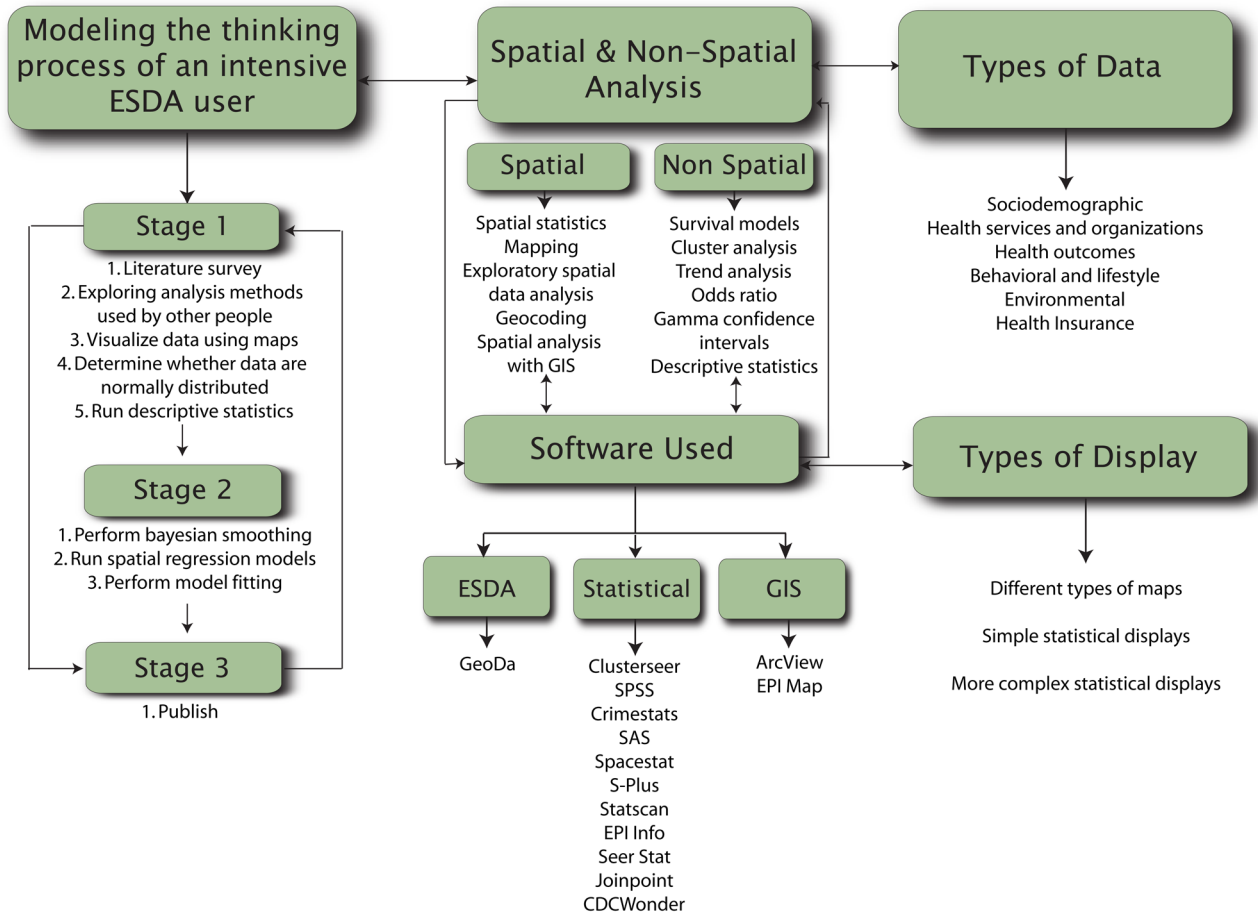 Modeling the thinking
process of an intensive
ESDA user
Stage 1
1. Literature survey
2. Exploring analysis methods
used by other people
3. Visualize data using maps
4. Determine whether data are
normally distributed
5. Run descriptive statistics
Stage 2
1. Perform bayesian smoothing
2. Run spatial regression models
3. Perform model fitting
Stage 3
1. Publish
Spatial & Non-Spatial
Analysis
Spatial
Spatial statistics
Mapping
Exploratory spatial
data analysis
Geocoding
Spatial analysis
with GIS
Non Spatial
Survival models
Cluster analysis
Trend analysis
Odds ratio
Gamma confidence
intervals
Descriptive statistics
Software Used
ESDA
GeoDa
Statistical
Clusterseer
SPSS
Crimestats
SAS
Spacestat
S-Plus
Statscan
EPI Info
Seer Stat
Joinpoint
CDCWonder
GIS
ArcView
EPI Map
Types of Data
Sociodemographic
Health services and organizations
Health outcomes
Behavioral and lifestyle
Environmental
Health Insurance
Types of Display
Different types of maps
Simple statistical displays
More complex statistical displays